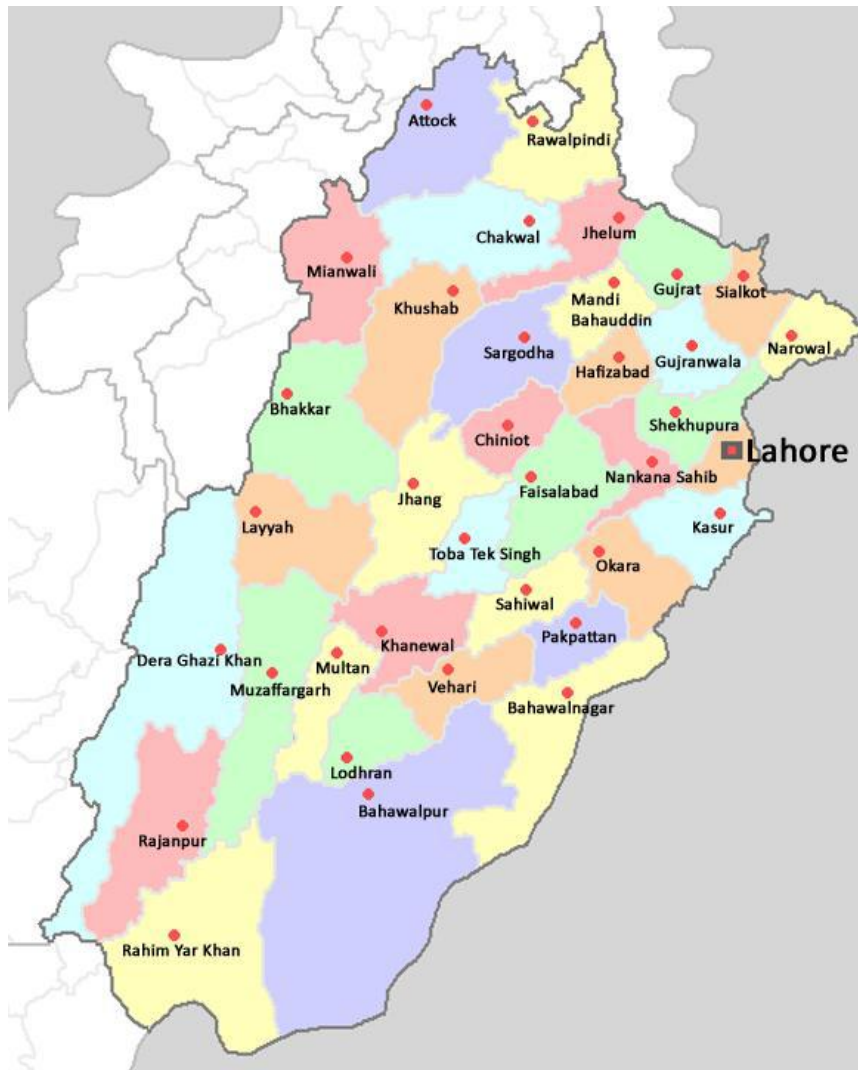 Attock
Rawalpindi
Chakwal
Jhelum
Mianwali
Khushab
Mandi
Bahauddin
Gujrat
Sialkot
Sargodha
Hafizabad
Gujranwala
Narowal
Bhakkar
Chiniot
Shekhupura
Lahore
Jhang
Faisalabad
Nankana Sahib
Layyah
Kasur
Toba Tek Singh
Okara
Sahiwal
Pakpattan
Khanewal
Dera Ghazi Khan
Multan
Muzaffargarh
Vehari
Bahawalnagar
Lodhran
Bahawalpur
Rajanpur
Rahim Yar Khan